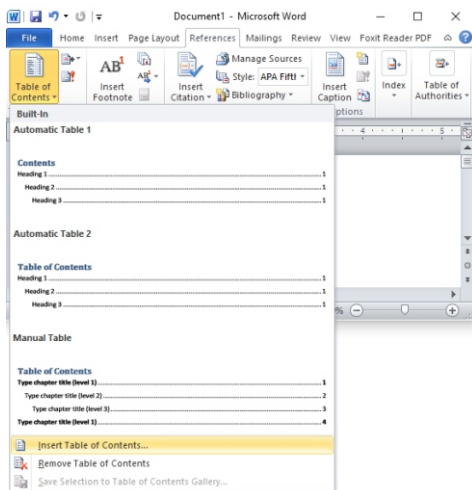 Document1 - Microsoft Word
File Home Insert Page Layout References Mailings Review View Foxit Reader PDF
Table of Contents
AB1
Insert Footnote
AB
Insert Citation
Manage Sources
Style: APA Fifth
Bibliography
Insert Caption
Index
Table of Authorities
ptions
Built-In
Automatic Table 1
Contents
Heading 1 1
Heading 2 1
Heading 3 1
Automatic Table 2
Table of Contents
Heading 1 1
Heading 2 1
Heading 3 1
Manual Table
Table of Contents
Type chapter title (level 1) 1
Type chapter title (level 2) 2
Type chapter title (level 3) 3
Type chapter title (level 1) 4
Insert Table of Contents...
Remove Table of Contents
Save Selection to Table of Contents Gallery...
4 5
%